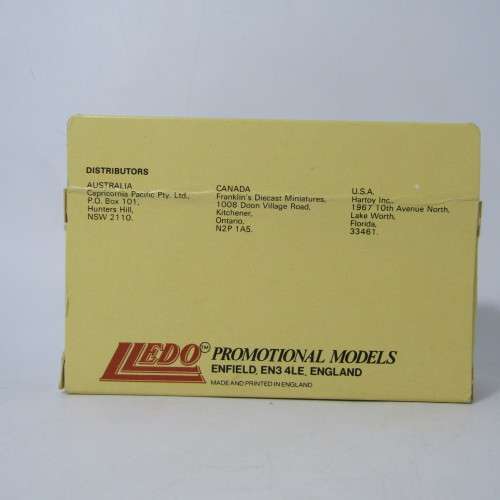 DISTRIBUTORS
AUSTRALIA
Capricornia Pacific Pty. Ltd.,
P.O. Box 101,
Hunters Hill,
NSW 2110.
CANADA
Franklin's Diecast Miniatures,
1008 Doon Village Road,
Kitchener,
Ontario,
N2P 1A5.
U.S.A.
Hartoy Inc.,
1967 10th Avenue North,
Lake Worth,
Florida,
33461.
LLEDO™ PROMOTIONAL MODELS
ENFIELD, EN3 4LE, ENGLAND
MADE AND PRINTED IN ENGLAND